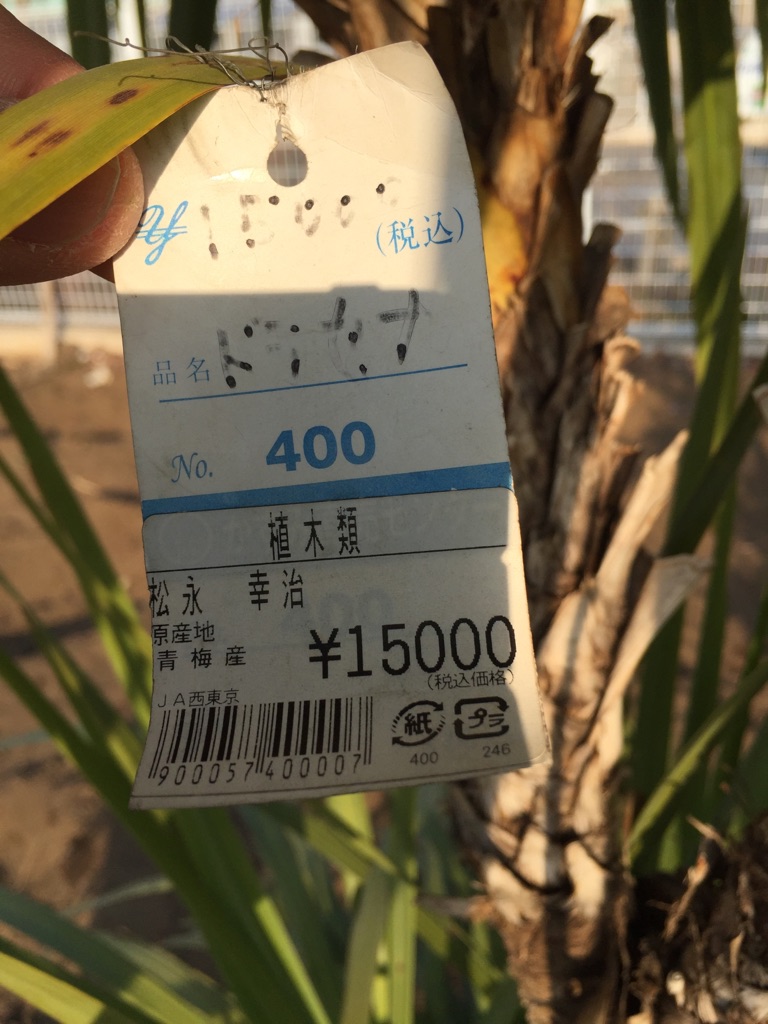 ¥15000
(税込)
品名 ドラセナ
No. 400
植木類
松永 幸治
原産地
青梅産
¥15000
(税込価格)
JA西東京
900057400007
紙
400
プラ
246